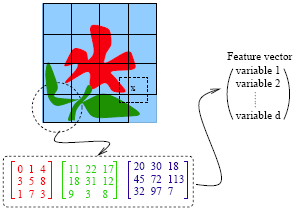 x
Feature vector
variable 1
variable 2
variable d
0 1 4 11 22 17 20 30 18
3 5 8 18 31 12 45 72 113
1 7 3 9 3 8 32 97 7